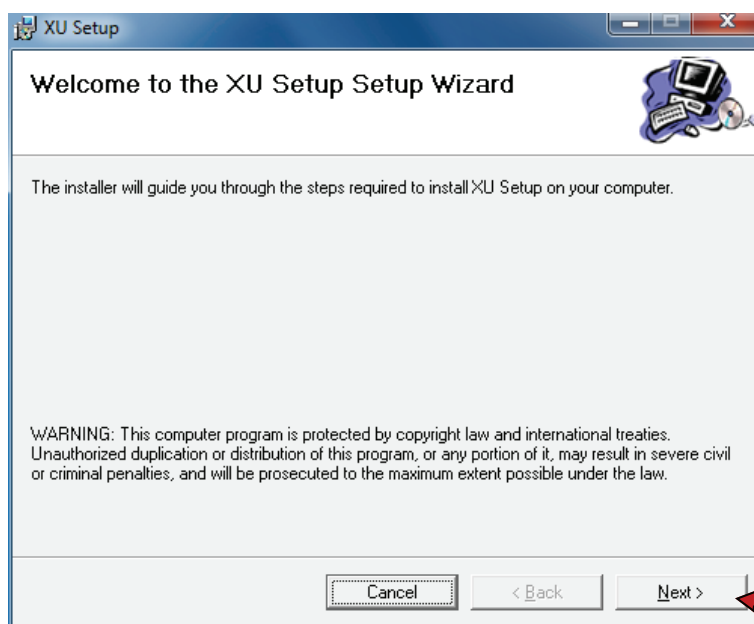 XU Setup
Welcome to the XU Setup Setup Wizard
The installer will guide you through the steps required to install XU Setup on your computer.
WARNING: This computer program is protected by copyright law and international treaties.
Unauthorized duplication or distribution of this program, or any portion of it, may result in severe civil
or criminal penalties, and will be prosecuted to the maximum extent possible under the law.
Cancel
< Back
Next >